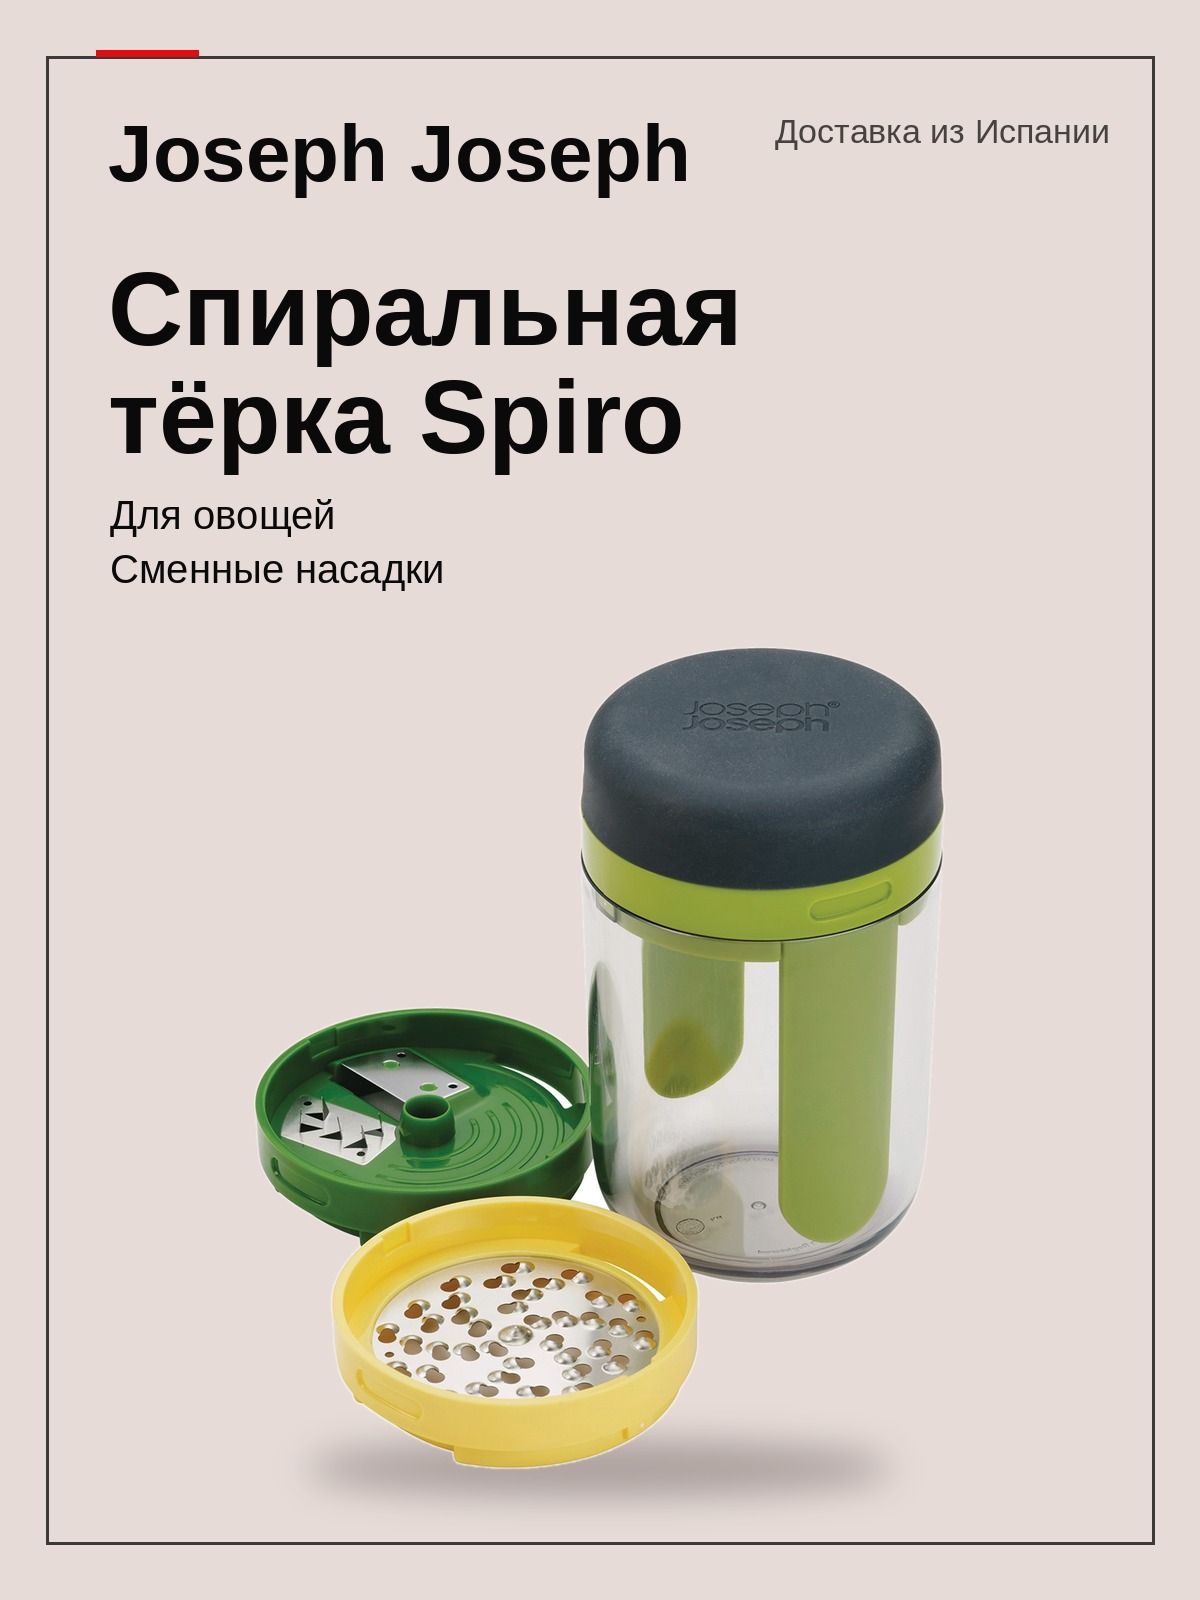 Joseph Joseph
Доставка из Испании
Спиральная
тёрка Spiro
Для овощей
Сменные насадки
Joseph®
Joseph